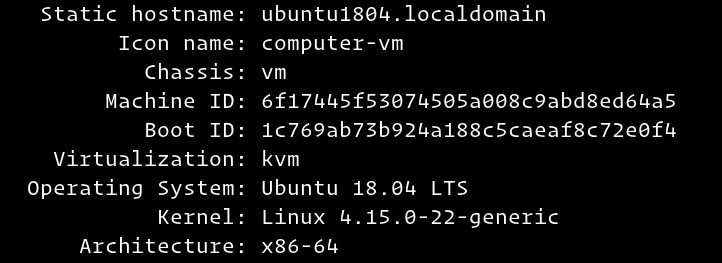 Static hostname: ubuntu1804.localdomain
Icon name: computer-vm
Chassis: vm
Machine ID: 6f17445f53074505a008c9abd8ed64a5
Boot ID: 1c769ab73b924a188c5caeaf8c72e0f4
Virtualization: kvm
Operating System: Ubuntu 18.04 LTS
Kernel: Linux 4.15.0-22-generic
Architecture: x86-64